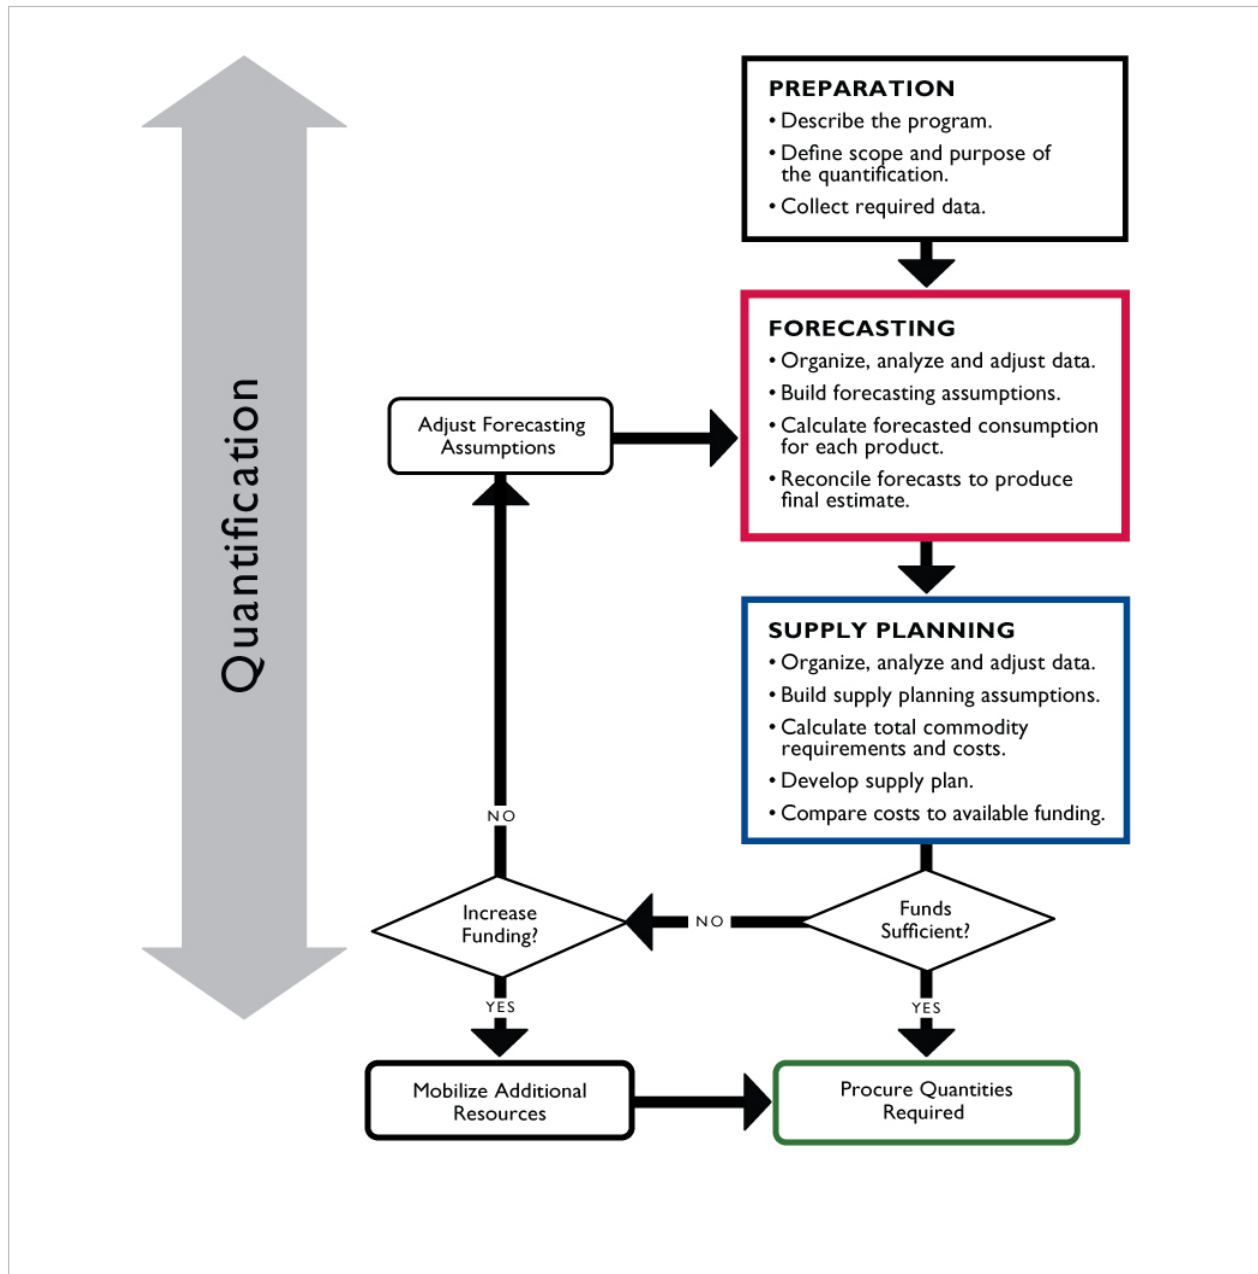 Quantification
PREPARATION
• Describe the program.
• Define scope and purpose of
the quantification.
• Collect required data.
FORECASTING
• Organize, analyze and adjust data.
• Build forecasting assumptions.
• Calculate forecasted consumption
for each product.
• Reconcile forecasts to produce
final estimate.
Adjust Forecasting
Assumptions
SUPPLY PLANNING
• Organize, analyze and adjust data.
• Build supply planning assumptions.
• Calculate total commodity
requirements and costs.
• Develop supply plan.
• Compare costs to available funding.
NO
Increase
Funding?
NO
Funds
Sufficient?
YES
YES
Mobilize Additional
Resources
Procure Quantities
Required